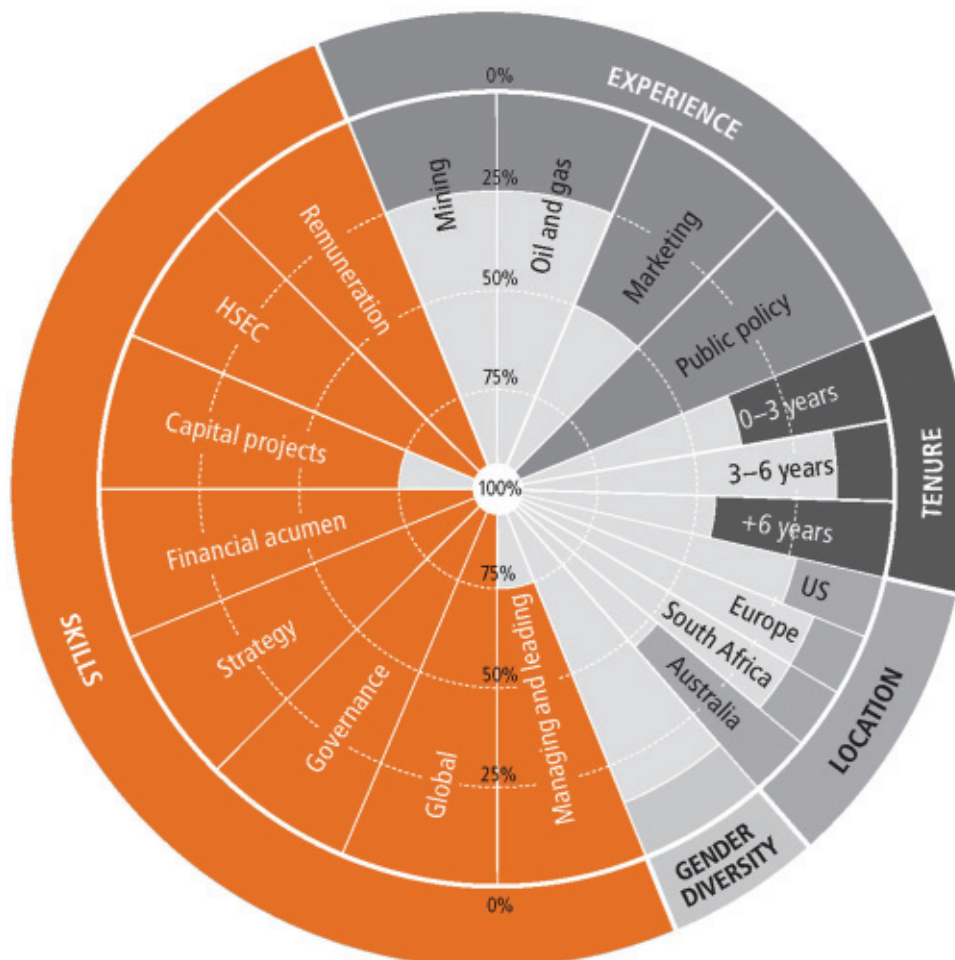 EXPERIENCE
0%
Mining
Oil and gas
25%
Marketing
Public policy
50%
75%
100%
TENURE
0–3 years
3–6 years
+6 years
LOCATION
US
Europe
South Africa
Australia
GENDER
DIVERSITY
SKILLS
Remuneration
HSEC
Capital projects
Financial acumen
Strategy
Governance
Global
Managing and leading
75%
50%
25%
0%